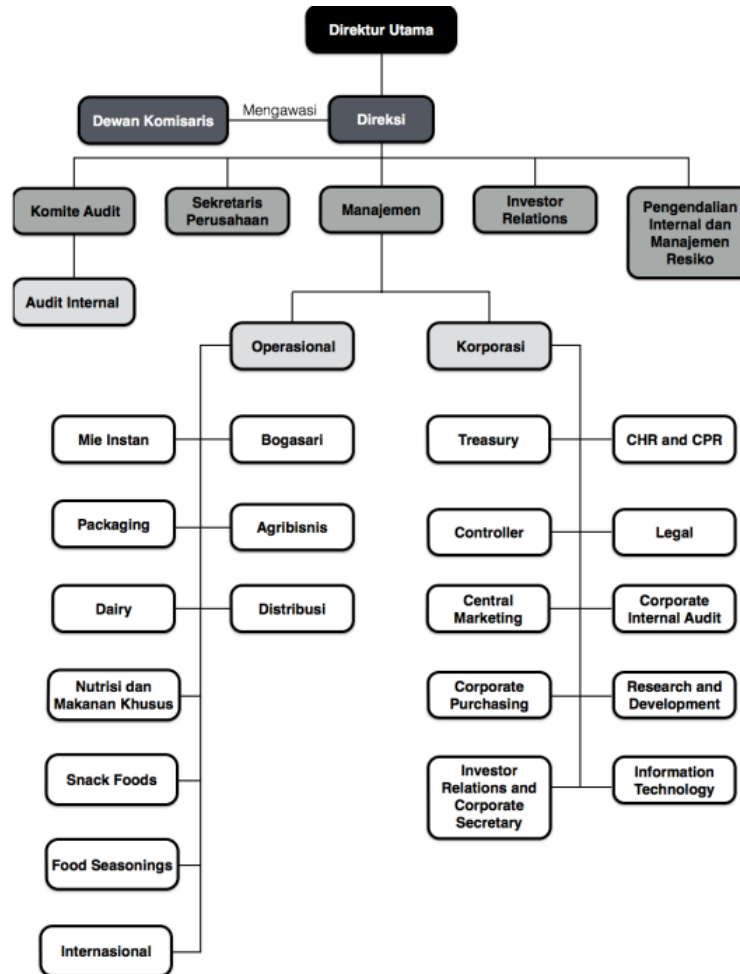 Direktur Utama
Dewan Komisaris
Mengawasi
Direksi
Komite Audit
Sekretaris
Perusahaan
Manajemen
Investor
Relations
Pengendalian
Internal dan
Manajemen
Resiko
Audit Internal
Operasional
Korporasi
Mie Instan
Bogasari
Treasury
CHR and CPR
Packaging
Agribisnis
Controller
Legal
Dairy
Distribusi
Central
Marketing
Corporate
Internal Audit
Nutrisi dan
Makanan Khusus
Corporate
Purchasing
Research and
Development
Snack Foods
Investor
Relations and
Corporate
Secretary
Information
Technology
Food Seasonings
Internasional